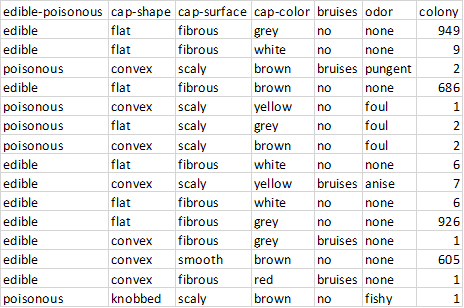 edible-poisonous cap-shape cap-surface cap-color bruises odor colony
edible flat fibrous grey no none 949
edible flat fibrous white no none 9
poisonous convex scaly brown bruises pungent 2
edible flat fibrous brown no none 686
poisonous convex scaly yellow no foul 1
poisonous flat scaly grey no foul 2
poisonous convex scaly brown no foul 2
edible flat fibrous white no none 6
edible convex scaly yellow bruises anise 7
edible flat fibrous white no none 6
edible flat fibrous grey no none 926
edible convex fibrous grey bruises none 1
edible convex smooth brown no none 605
edible convex fibrous red bruises none 1
poisonous knobbed scaly brown no fishy 1